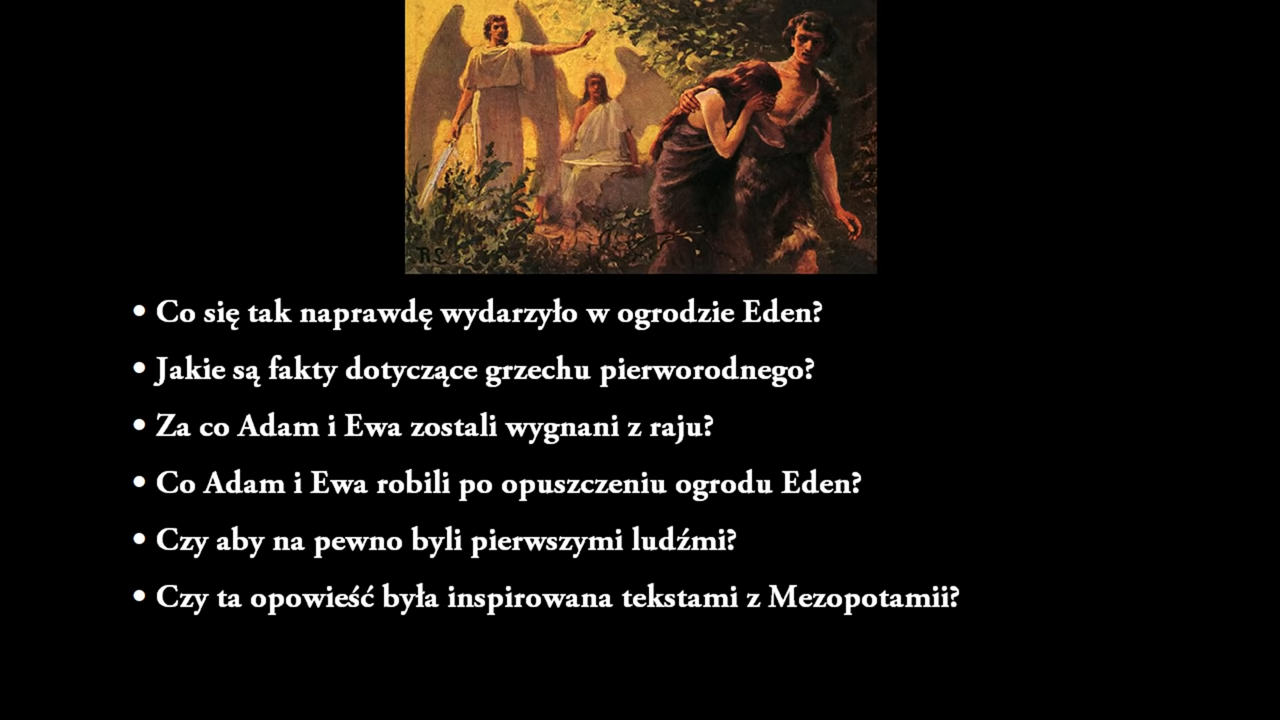 • Co się tak naprawdę wydarzyło w ogrodzie Eden?
• Jakie są fakty dotyczące grzechu pierworodnego?
• Za co Adam i Ewa zostali wygnani z raju?
• Co Adam i Ewa robili po opuszczeniu ogrodu Eden?
• Czy aby na pewno byli pierwszymi ludźmi?
• Czy ta opowieść była inspirowana tekstami z Mezopotamii?